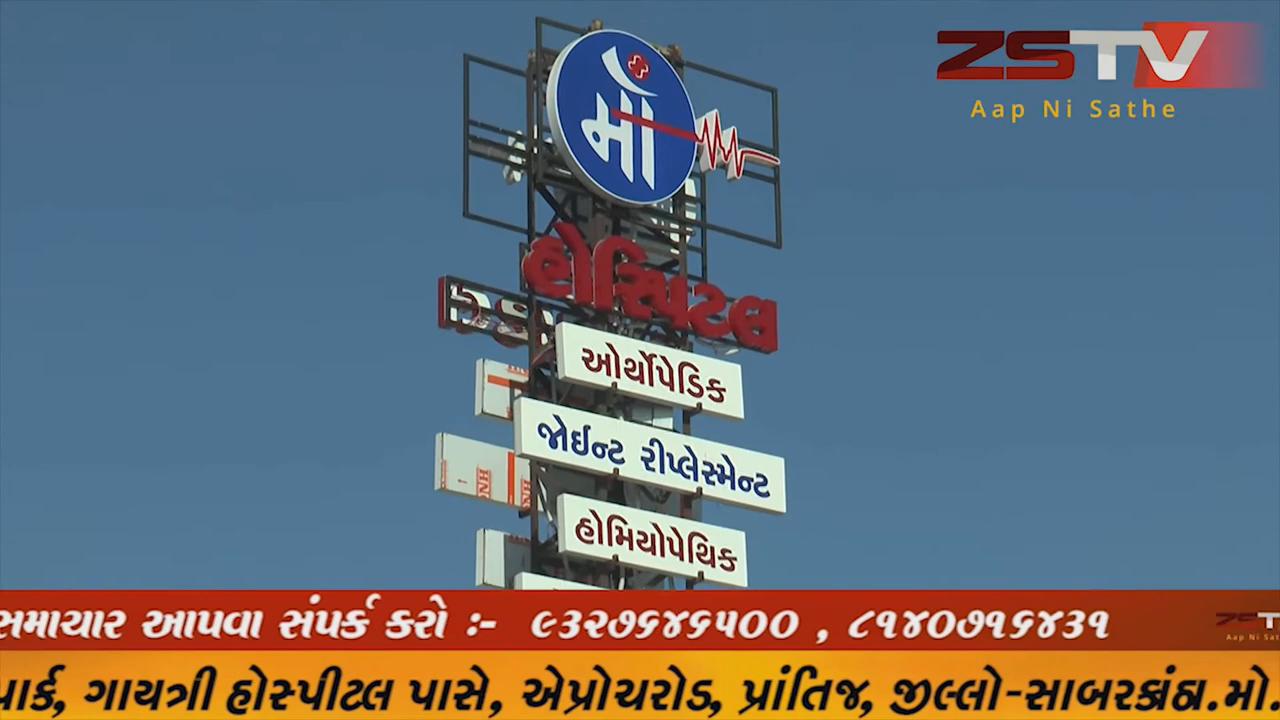 ZSTV
Aap Ni Sathe
માઁ
હોસ્પિટલ
ઓર્થોપેડિક
જોઈન્ટ રીપ્લેસ્મેન્ટ
હોમિયોપેથિક
સમાચાર આપવા સંપર્ક કરો :- ૯૩૨૭૬૪૬૫૦૦ , ૮૧૪૦૭૧૬૪૩૧
પાર્ક, ગાયત્રી હોસ્પીટલ પાસે, એપ્રોચરોડ, પ્રાંતિજ, જીલ્લો-સાબરકાંઠા.મો.